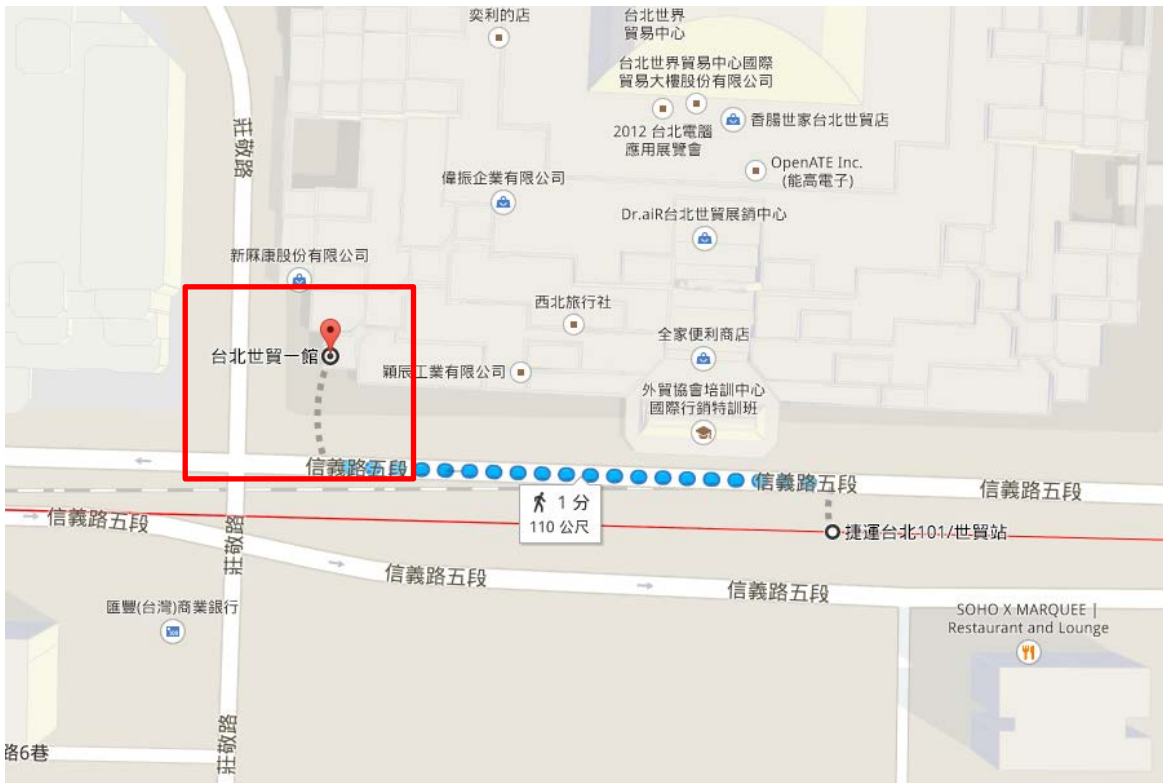 奕利的店
台北世界
貿易中心
台北世界貿易中心國際
貿易大樓股份有限公司
香腸世家台北世貿店
2012 台北電腦
應用展覽會
莊敬路
OpenATE Inc.
(能高電子)
偉振企業有限公司
Dr.aiR台北世貿展銷中心
新厤康股份有限公司
西北旅行社
全家便利商店
台北世貿一館
穎辰工業有限公司
外貿協會培訓中心
國際行銷特訓班
信義路五段
信義路五段
信義路五段
1 分
110 公尺
信義路五段
莊敬路
捷運台北101/世貿站
信義路五段
信義路五段
匯豐(台灣)商業銀行
SOHO X MARQUEE |
Restaurant and Lounge
莊敬路
路6巷